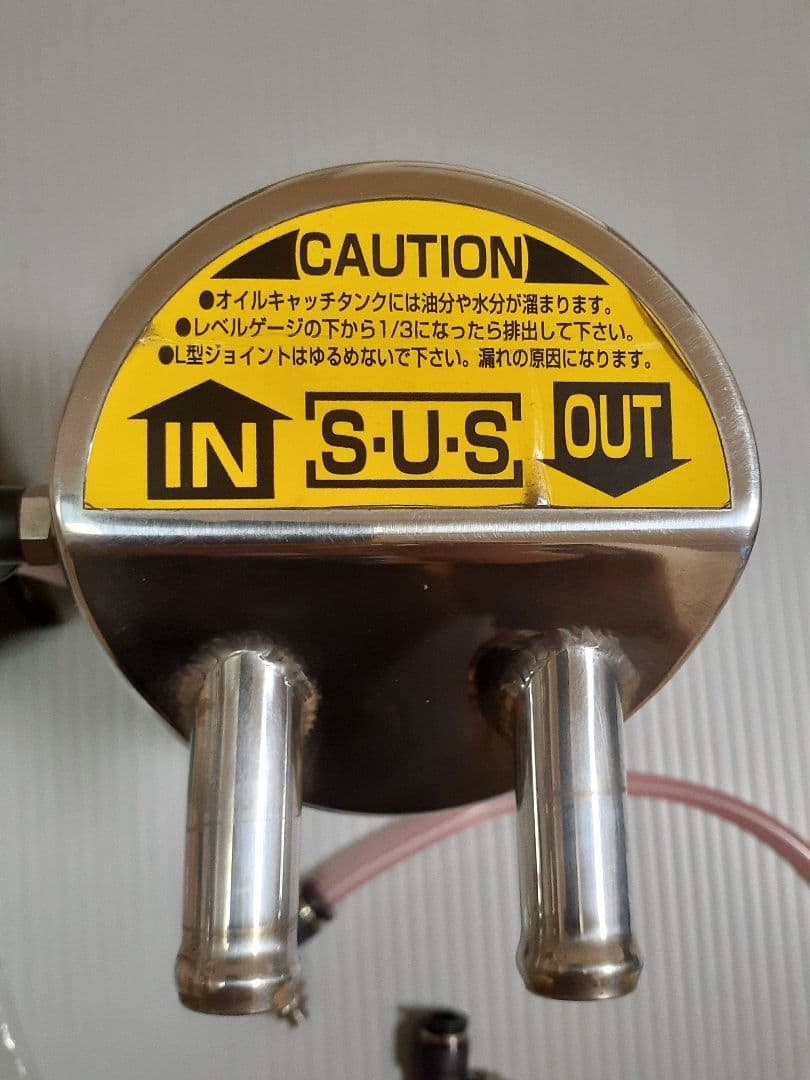 CAUTION
●オイルキャッチタンクには油分や水分が溜まります。
●レベルゲージの下から1/3になったら排出して下さい。
●L型ジョイントはゆるめないで下さい。漏れの原因になります。
IN S·U·S OUT